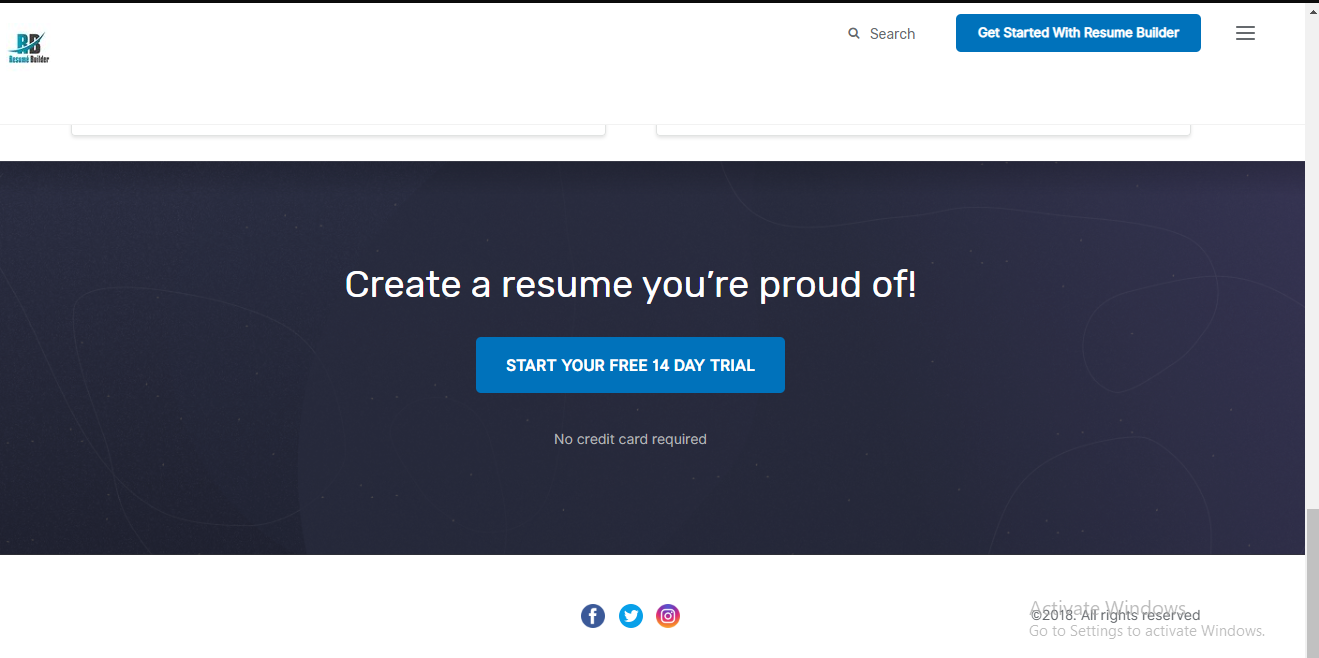 RB
Resumé Builder
Search
Get Started With Resume Builder
Create a resume you’re proud of!
START YOUR FREE 14 DAY TRIAL
No credit card required
Activate Windows
©2018. All rights reserved
Go to Settings to activate Windows.